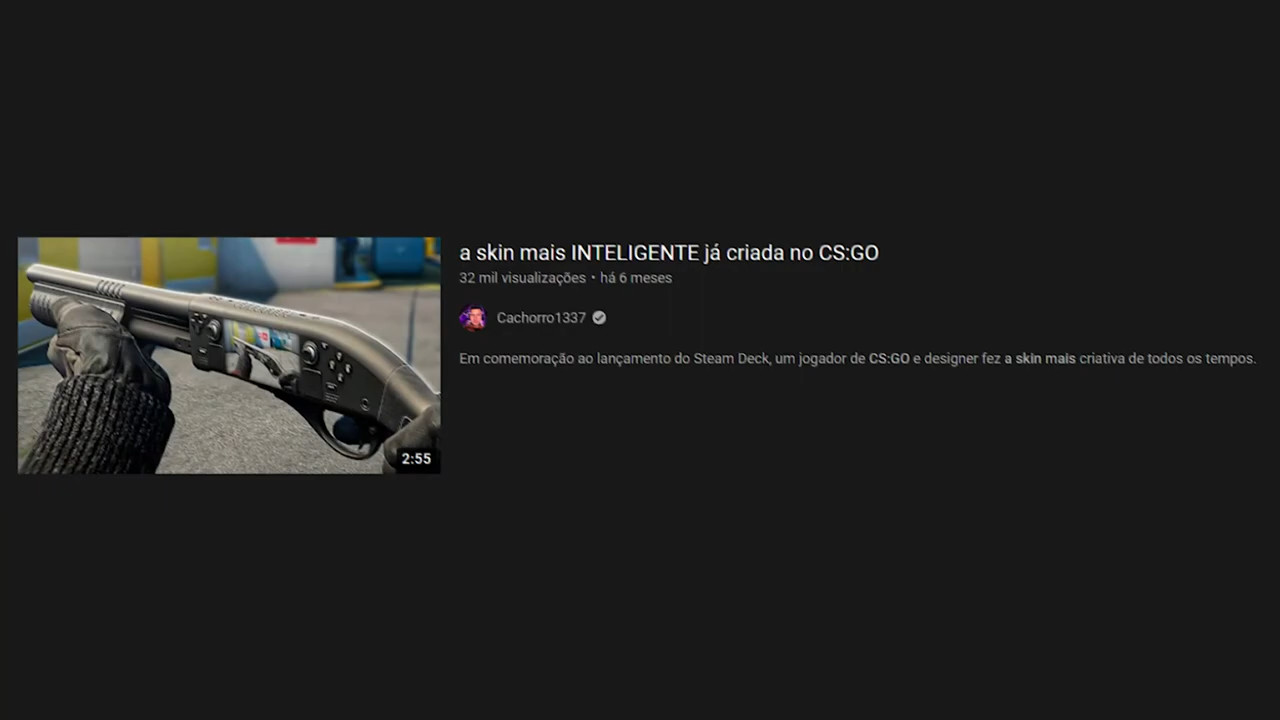 a skin mais INTELIGENTE já criada no CS:GO
32 mil visualizações • há 6 meses
Cachorro1337
Em comemoração ao lançamento do Steam Deck, um jogador de CS:GO e designer fez a skin mais criativa de todos os tempos.
2:55